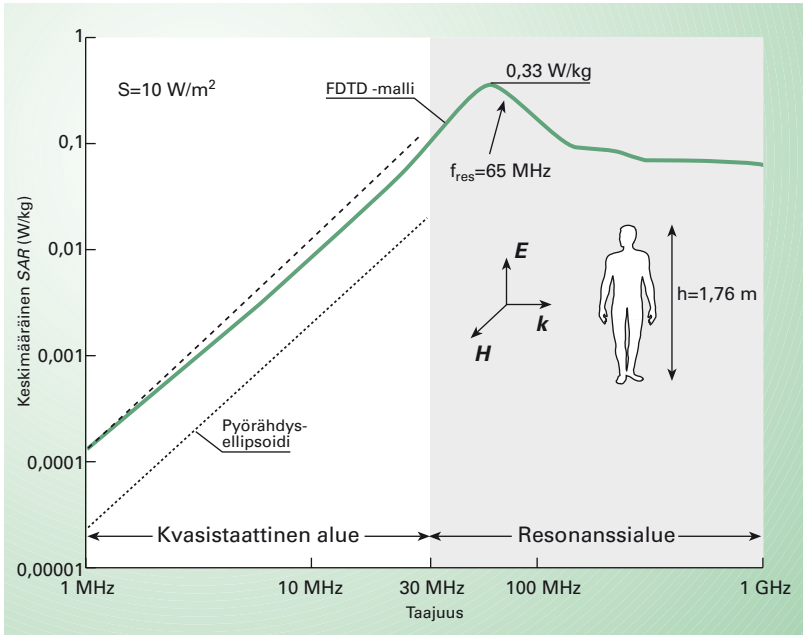 1
0,1
0,01
0,001
0,0001
0,00001
Keskimääräinen SAR (W/kg)
S=10 W/m²
FDTD -malli
0,33 W/kg
f_res=65 MHz
E
k
H
h=1,76 m
Pyörähdys-
ellipsoidi
Kvasistaattinen alue
Resonanssialue
1 MHz
10 MHz
30 MHz
100 MHz
1 GHz
Taajuus